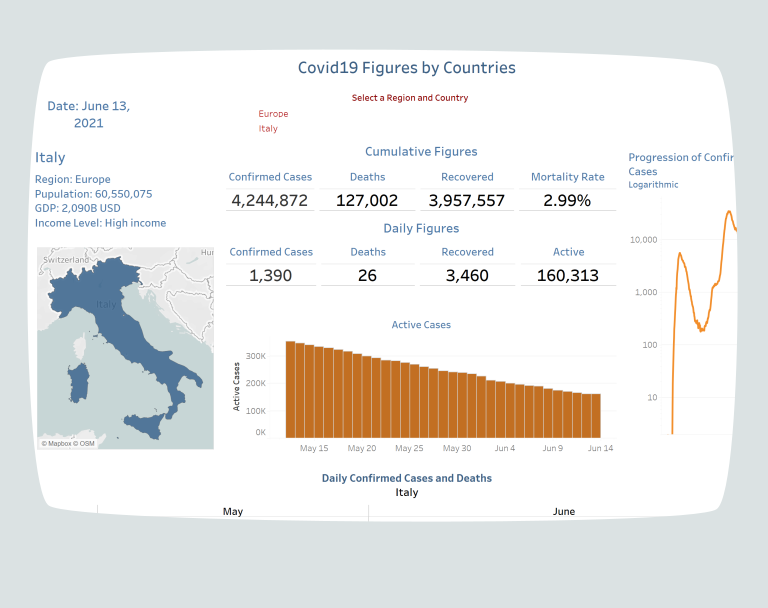 Covid19 Figures by Countries
Date: June 13,
2021
Select a Region and Country
Europe
Italy
Italy
Region: Europe
Pupulation: 60,550,075
GDP: 2,090B USD
Income Level: High income
Cumulative Figures
Confirmed Cases Deaths Recovered Mortality Rate
4,244,872 127,002 3,957,557 2.99%
Daily Figures
Confirmed Cases Deaths Recovered Active
1,390 26 3,460 160,313
Progression of Confir
Cases
Logarithmic
10,000
1,000
100
10
Switzerland
Hur
Italy
© Mapbox © OSM
Active Cases
Active Cases
300K
200K
100K
0K
May 15 May 20 May 25 May 30 Jun 4 Jun 9 Jun 14
Daily Confirmed Cases and Deaths
Italy
May June